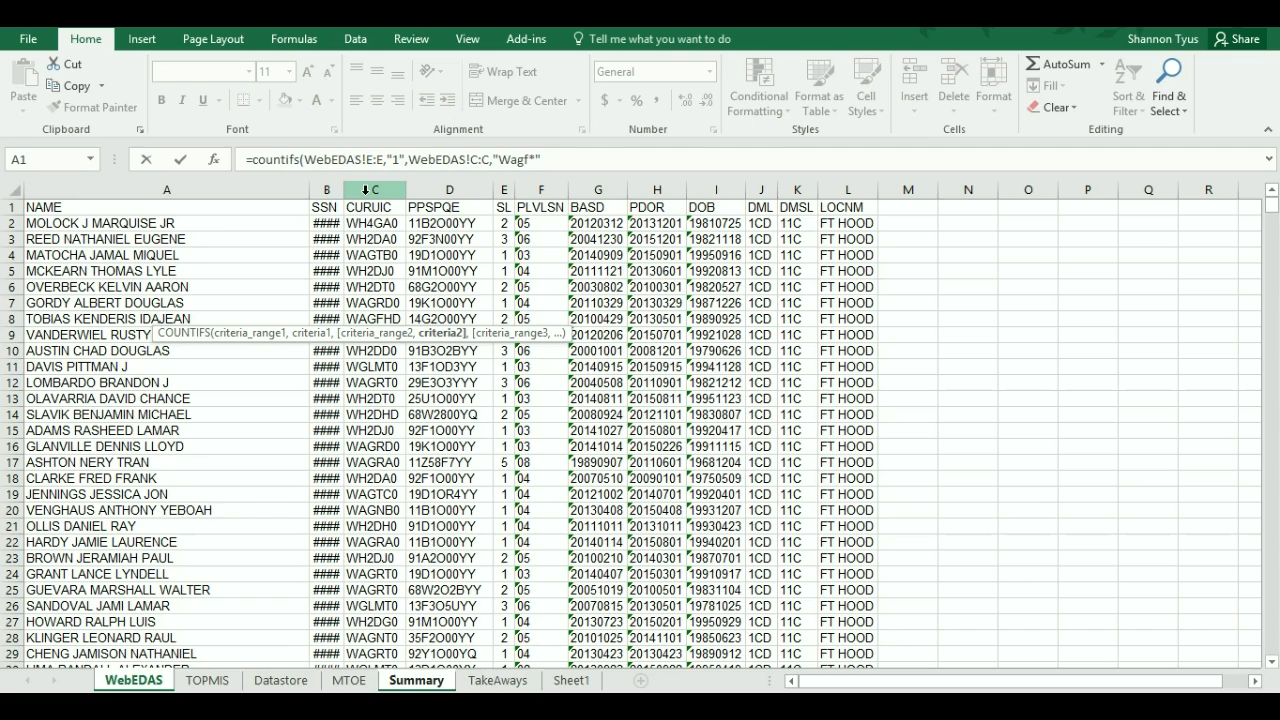 File Home Insert Page Layout Formulas Data Review View Add-ins Tell me what you want to do Shannon Tyus Share
Cut 11 Wrap Text General AutoSum
Copy Paste Fill
Format Painter B I U Merge & Center $ % , Conditional Formatting Format as Table Cell Styles Insert Delete Format Clear Sort & Filter Find & Select
Clipboard Font Alignment Number Styles Cells Editing
A1 fx =countifs(WebEDAS!E:E,"1",WebEDAS!C:C,"Wagf*"
A B C D E F G H I J K L M N O P Q R
1 NAME SSN CURUIC PPSPQE SL PLVLSN BASD PDOR DOB DML DMSL LOCNM
2 MOLOCK J MARQUISE JR #### WH4GA0 11B2O00YY 2 05 20120312 20131201 19810725 1CD 11C FT HOOD
3 REED NATHANIEL EUGENE #### WH2DA0 92F3N00YY 3 06 20041230 20151201 19821118 1CD 11C FT HOOD
4 MATOCHA JAMAL MIQUEL #### WAGTB0 19D1O00YY 1 03 20140909 20150901 19950916 1CD 11C FT HOOD
5 MCKEARN THOMAS LYLE #### WH2DJ0 91M1O00YY 1 04 20111121 20130601 19920813 1CD 11C FT HOOD
6 OVERBECK KELVIN AARON #### WH2DT0 68G2O00YY 2 05 20030802 20100301 19820527 1CD 11C FT HOOD
7 GORDY ALBERT DOUGLAS #### WAGRD0 19K1O00YY 1 04 20110329 20130329 19871226 1CD 11C FT HOOD
8 TOBIAS KENDERIS IDAJEAN #### WAGFHD 14G2O00YY 2 05 20100429 20130501 19890925 1CD 11C FT HOOD
9 VANDERWIEL RUSTY COUNTIFS(criteria_range1, criteria1, [criteria_range2, criteria2], [criteria_range3, ...) 20120206 20150701 19921028 1CD 11C FT HOOD
10 AUSTIN CHAD DOUGLAS #### WH2DD0 91B3O2BYY 3 06 20001001 20081201 19790626 1CD 11C FT HOOD
11 DAVIS PITTMAN J #### WGLMT0 13F1OD3YY 1 03 20140915 20150915 19941128 1CD 11C FT HOOD
12 LOMBARDO BRANDON J #### WAGRT0 29E3O3YYY 3 06 20040508 20110901 19821212 1CD 11C FT HOOD
13 OLAVARRIA DAVID CHANCE #### WH2DT0 25U1O00YY 1 03 20140811 20150811 19951123 1CD 11C FT HOOD
14 SLAVIK BENJAMIN MICHAEL #### WH2DHD 68W2800YQ 2 05 20080924 20121101 19830807 1CD 11C FT HOOD
15 ADAMS RASHEED LAMAR #### WH2DJ0 92F1O00YY 1 03 20141027 20150801 19920417 1CD 11C FT HOOD
16 GLANVILLE DENNIS LLOYD #### WAGRD0 19K1O00YY 1 03 20141014 20150226 19911115 1CD 11C FT HOOD
17 ASHTON NERY TRAN #### WAGRA0 11Z58F7YY 5 08 19890907 20110601 19681204 1CD 11C FT HOOD
18 CLARKE FRED FRANK #### WH2DA0 92F1O00YY 1 04 20070510 20090101 19750509 1CD 11C FT HOOD
19 JENNINGS JESSICA JON #### WAGTC0 19D1OR4YY 1 04 20121002 20140701 19920401 1CD 11C FT HOOD
20 VENGHAUS ANTHONY YEBOAH #### WAGNB0 11B1O00YY 1 04 20130408 20150408 19931207 1CD 11C FT HOOD
21 OLLIS DANIEL RAY #### WH2DH0 91D1O00YY 1 04 20111011 20131011 19930423 1CD 11C FT HOOD
22 HARDY JAMIE LAURENCE #### WAGRA0 11B1O00YY 1 04 20140114 20150801 19940201 1CD 11C FT HOOD
23 BROWN JERAMIAH PAUL #### WH2DJ0 91A2O00YY 2 05 20100210 20140301 19870701 1CD 11C FT HOOD
24 GRANT LANCE LYNDELL #### WAGRT0 19D1O00YY 1 03 20140407 20150301 19910917 1CD 11C FT HOOD
25 GUEVARA MARSHALL WALTER #### WAGRT0 68W2O2BYY 2 05 20051019 20100501 19831104 1CD 11C FT HOOD
26 SANDOVAL JAMI LAMAR #### WGLMT0 13F3O5UYY 3 06 20070815 20130501 19781025 1CD 11C FT HOOD
27 HOWARD RALPH LUIS #### WH2DG0 91M1O00YY 1 04 20130723 20150201 19950929 1CD 11C FT HOOD
28 KLINGER LEONARD RAUL #### WAGNT0 35F2O00YY 2 05 20101025 20141101 19850623 1CD 11C FT HOOD
29 CHENG JAMISON NATHANIEL #### WAGNT0 92Y1O00YQ 1 04 20130423 20130423 19890912 1CD 11C FT HOOD
WebEDAS TOPMIS Datastore MTOE Summary TakeAways Sheet1